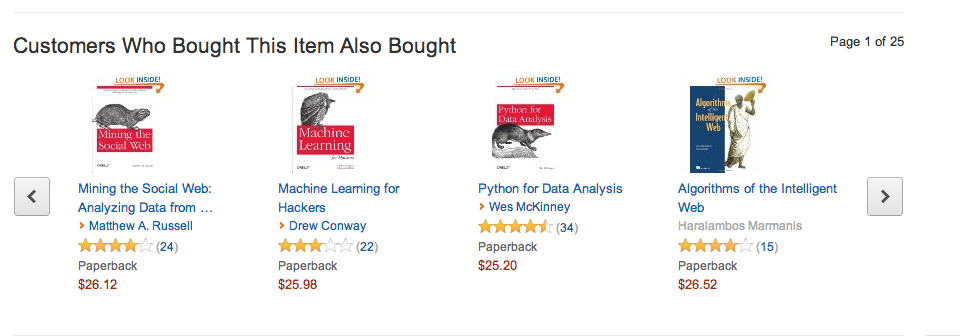 Customers Who Bought This Item Also Bought
Page 1 of 25
LOOK INSIDE!
Mining the
Social Web
O'REILLY
Mining the Social Web:
Analyzing Data from …
Matthew A. Russell
(24)
Paperback
$26.12
LOOK INSIDE!
Machine
Learning
for Hackers
O'REILLY
Machine Learning for
Hackers
Drew Conway
(22)
Paperback
$25.98
LOOK INSIDE!
Python for
Data Analysis
O'REILLY
Python for Data Analysis
Wes McKinney
(34)
Paperback
$25.20
LOOK INSIDE!
Algorithms
of the
Intelligent
Web
Algorithms of the Intelligent
Web
Haralambos Marmanis
(15)
Paperback
$26.52